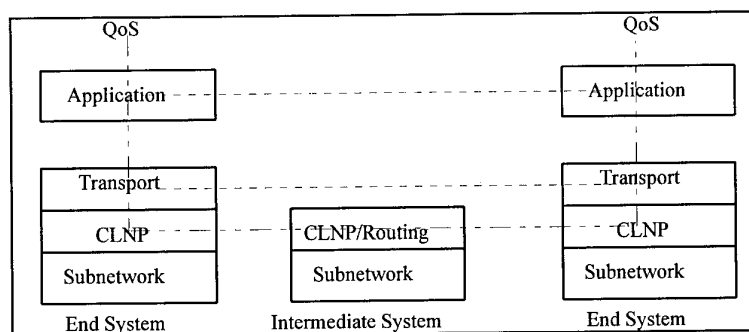 QoS QoS
Application Application
Transport Transport
CLNP CLNP/Routing CLNP
Subnetwork Subnetwork Subnetwork
End System Intermediate System End System